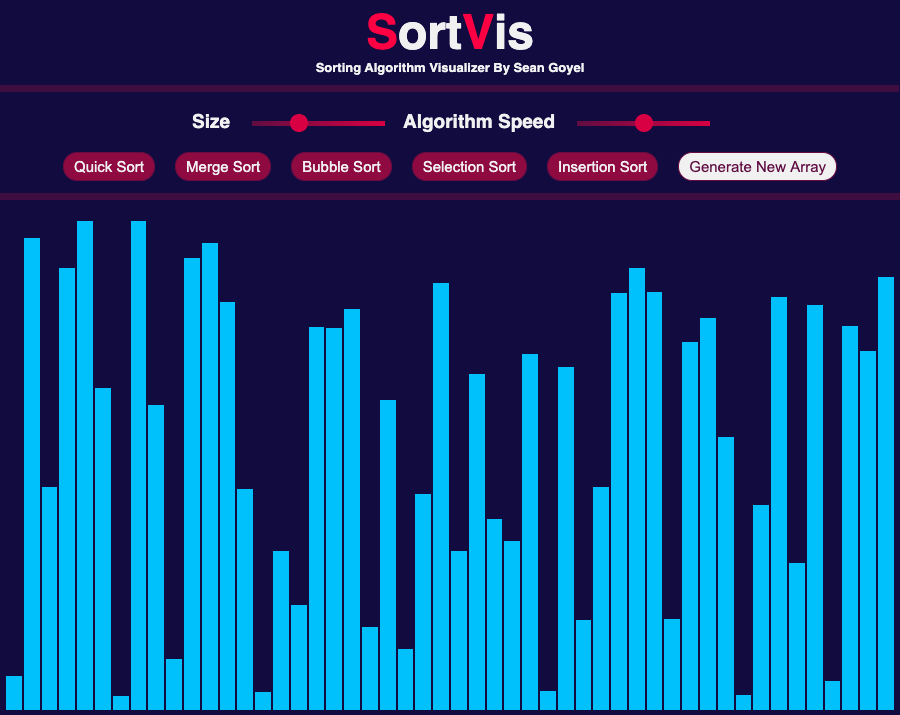 SortVis
Sorting Algorithm Visualizer By Sean Goyel
Size Algorithm Speed
Quick Sort Merge Sort Bubble Sort Selection Sort Insertion Sort Generate New Array